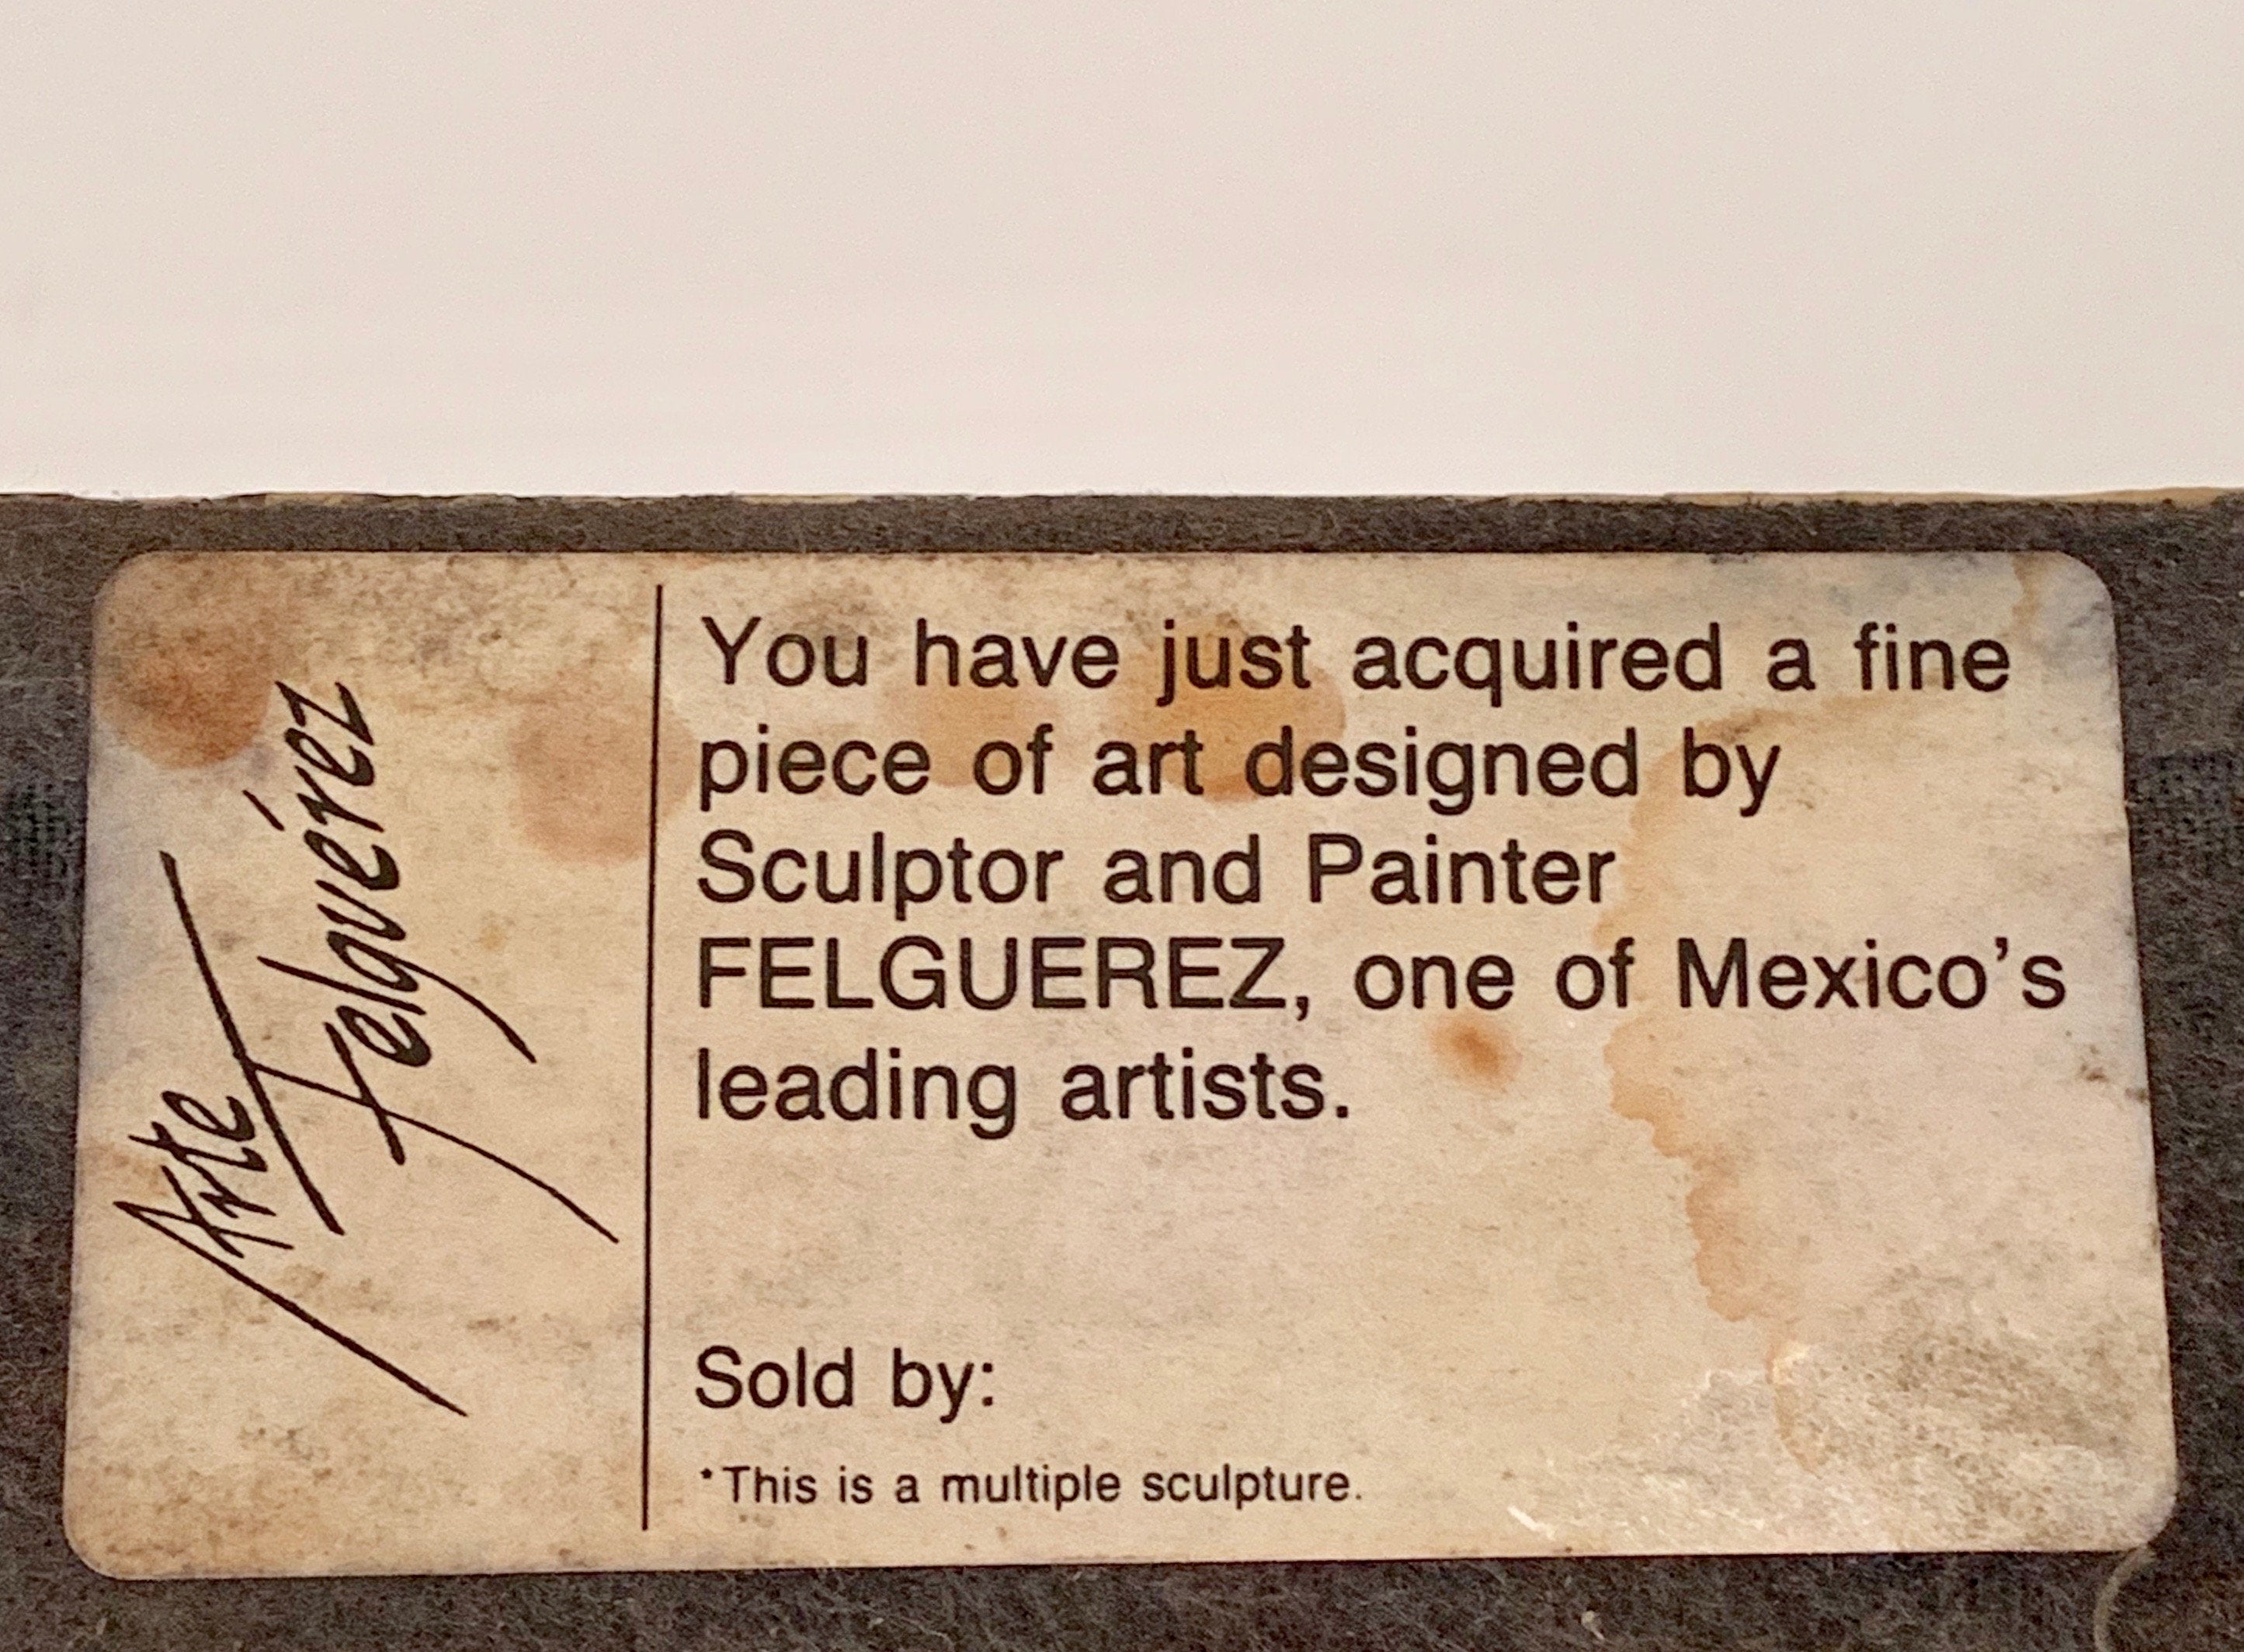 Arte
Felguérez
You have just acquired a fine
piece of art designed by
Sculptor and Painter
FELGUEREZ, one of Mexico's
leading artists.
Sold by:
*This is a multiple sculpture.